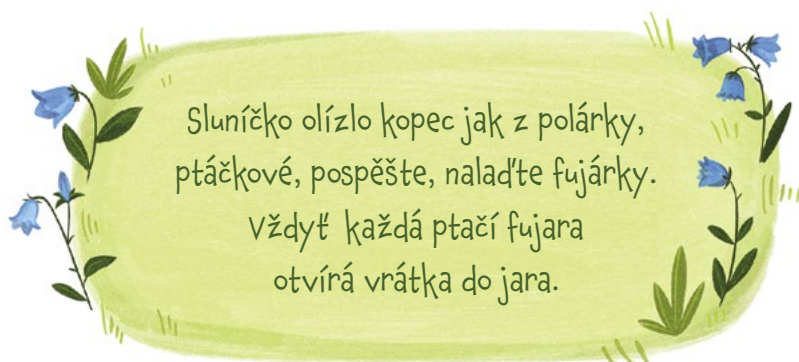 Sluníčko olízlo kopec jak z polárky,
ptáčkové, pospěšte, nalaďte fujárky.
Vždyť každá ptačí fujara
otvírá vrátka do jara.